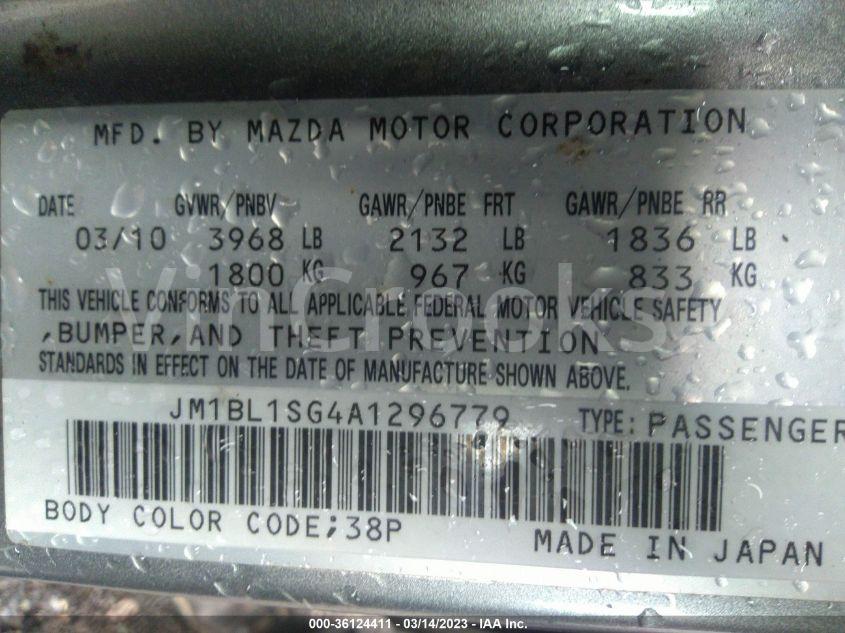 MFD. BY MAZDA MOTOR CORPORATION
DATE GVWR/PNBV GAWR/PNBE FRT GAWR/PNBE RR
03/10 3968 LB 2132 LB 1836 LB
1800 KG 967 KG 833 KG
VinCrooks
THIS VEHICLE CONFORMS TO ALL APPLICABLE FEDERAL MOTOR VEHICLE SAFETY
,BUMPER,AND THEFT PREVENTION
STANDARDS IN EFFECT ON THE DATE OF MANUFACTURE SHOWN ABOVE.
JM1BL1SG4A1296779 TYPE: PASSENGER
BODY COLOR CODE;38P
MADE IN JAPAN
000-36124411 - 03/14/2023 - IAA Inc.